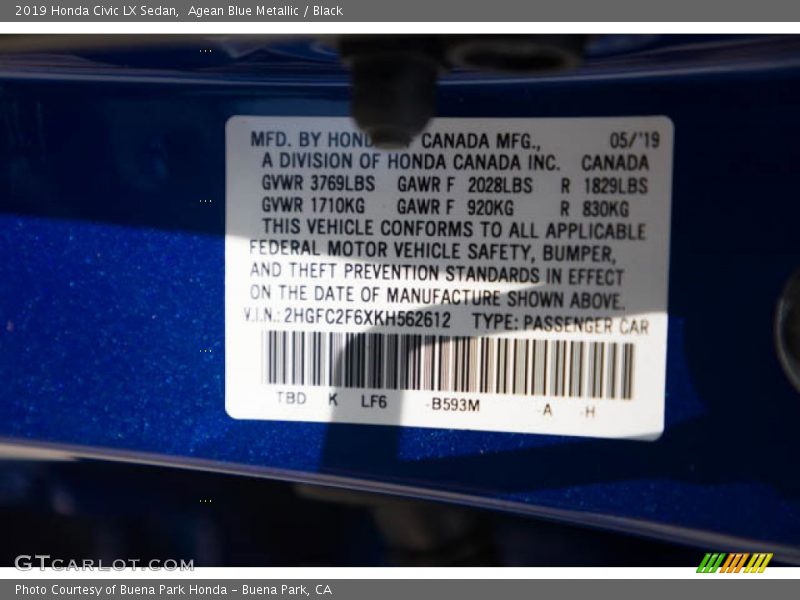 2019 Honda Civic LX Sedan,  Agean Blue Metallic / Black
MFD. BY CANADA MFG., 05/'19
A DIVISION OF HONDA CANADA INC. CANADA
GVWR 3769LBS GAWR F 2028LBS R 1829LBS
GVWR 1710KG GAWR F 920KG R 830KG
THIS VEHICLE CONFORMS TO ALL APPLICABLE
FEDERAL MOTOR VEHICLE SAFETY, BUMPER,
AND THEFT PREVENTION STANDARDS IN EFFECT
ON THE DATE OF MANUFACTURE SHOWN ABOVE.
V.I.N.: 2HGFC2F6XKH562612 TYPE: PASSENGER CAR
TBD K LF6 -B593M -A -H
GTCARLOT.COM
Photo Courtesy of Buena Park Honda - Buena Park, CA